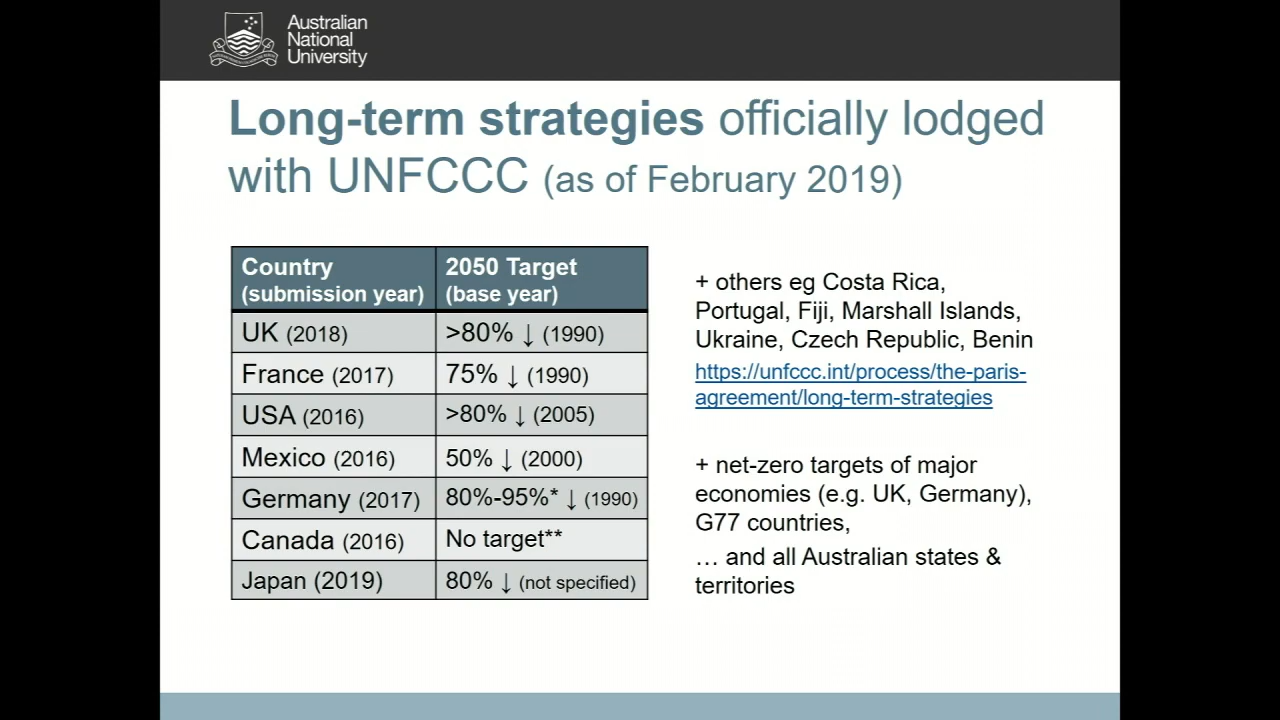 Australian
National
University
Long-term strategies officially lodged
with UNFCCC (as of February 2019)
Country
(submission year)
2050 Target
(base year)
UK (2018) >80% ↓ (1990)
France (2017) 75% ↓ (1990)
USA (2016) >80% ↓ (2005)
Mexico (2016) 50% ↓ (2000)
Germany (2017) 80%-95%* ↓ (1990)
Canada (2016) No target**
Japan (2019) 80% ↓ (not specified)
+ others eg Costa Rica,
Portugal, Fiji, Marshall Islands,
Ukraine, Czech Republic, Benin
https://unfccc.int/process/the-paris-
agreement/long-term-strategies
+ net-zero targets of major
economies (e.g. UK, Germany),
G77 countries,
… and all Australian states &
territories